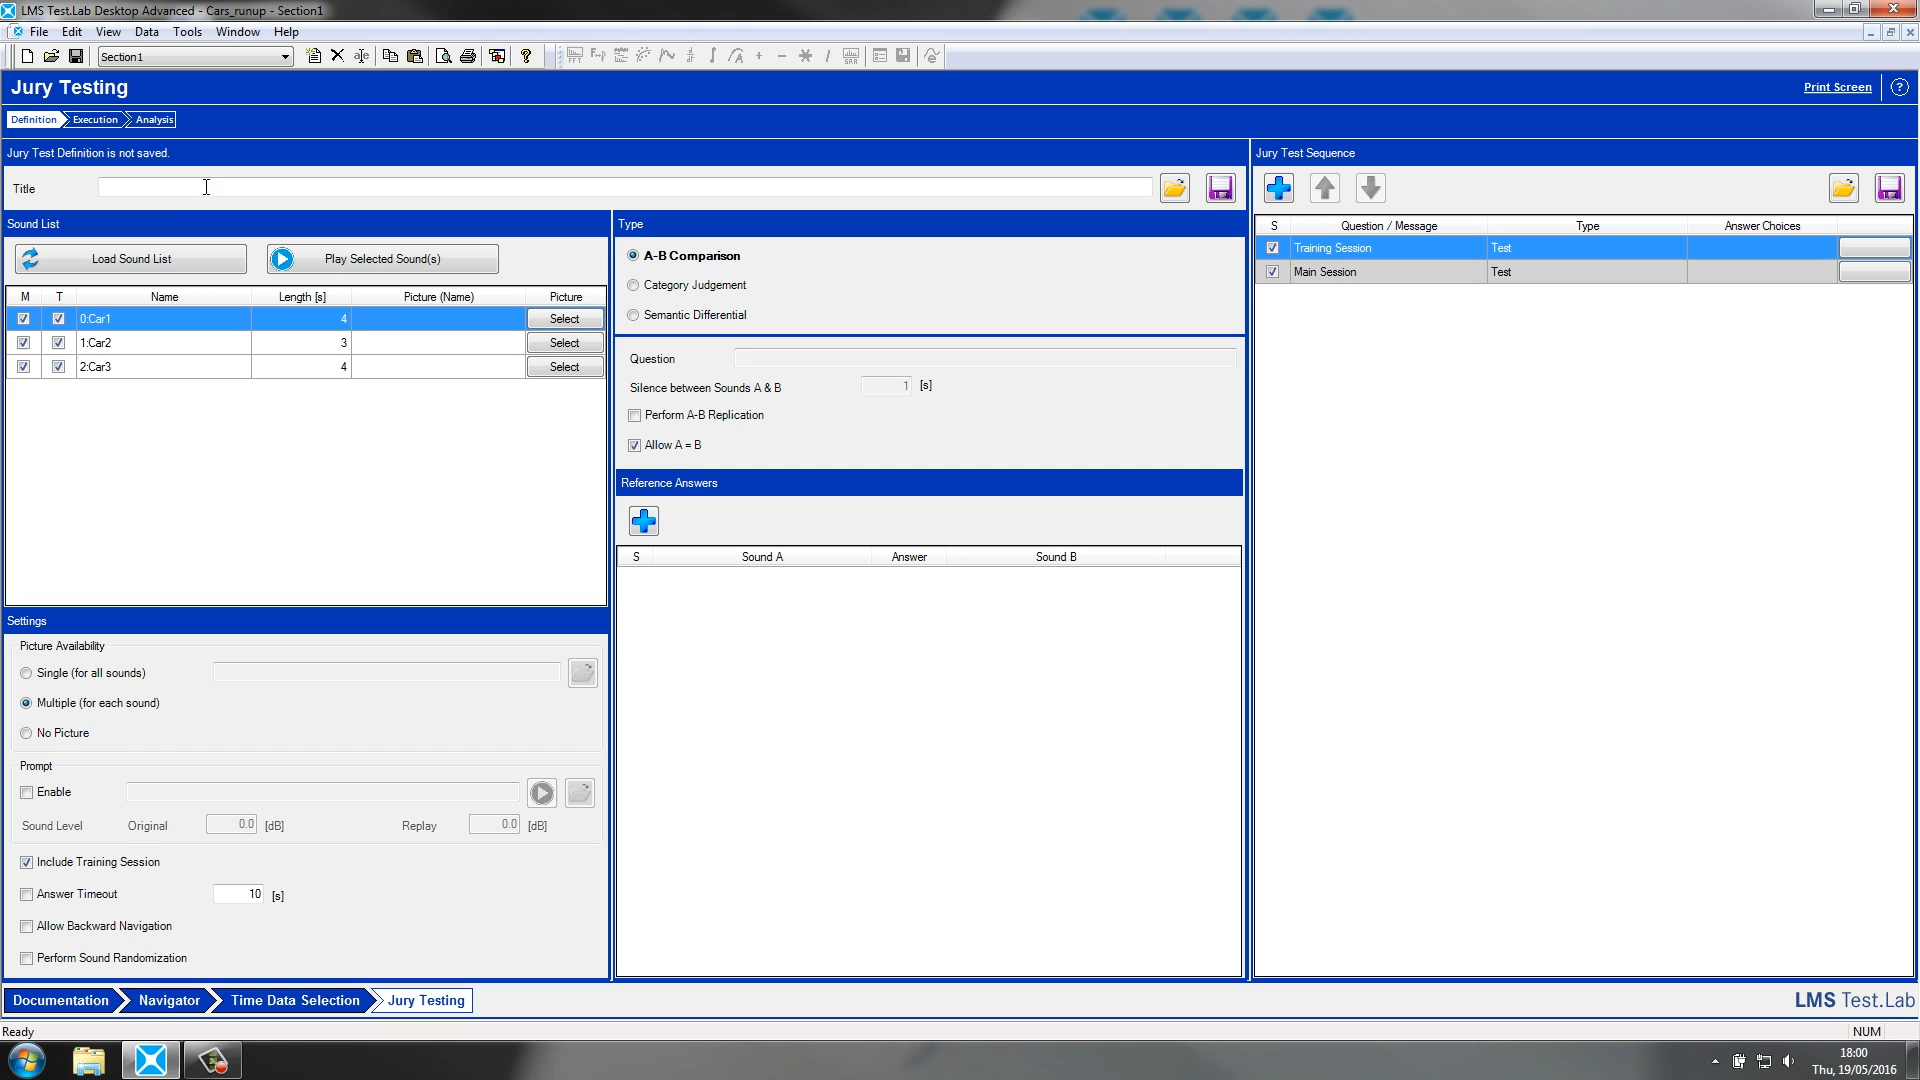 LMS Test.Lab Desktop Advanced - Cars_runup - Section1
File Edit View Data Tools Window Help
Section1
Jury Testing
Print Screen
Definition Execution Analysis
Jury Test Definition is not saved.
Jury Test Sequence
Title
Sound List
Type
Load Sound List
Play Selected Sound(s)
A-B Comparison
Category Judgement
Semantic Differential
S Question / Message Type Answer Choices
Training Session Test
Main Session Test
M T Name Length [s] Picture (Name) Picture
0:Car1 4 Select
1:Car2 3 Select
2:Car3 4 Select
Question
Silence between Sounds A & B 1 [s]
Perform A-B Replication
Allow A = B
Reference Answers
S Sound A Answer Sound B
Settings
Picture Availability
Single (for all sounds)
Multiple (for each sound)
No Picture
Prompt
Enable
Sound Level Original 0.0 [dB] Replay 0.0 [dB]
Include Training Session
Answer Timeout 10 [s]
Allow Backward Navigation
Perform Sound Randomization
Documentation Navigator Time Data Selection Jury Testing
LMS Test.Lab
Ready
NUM
18:00
Thu, 19/05/2016